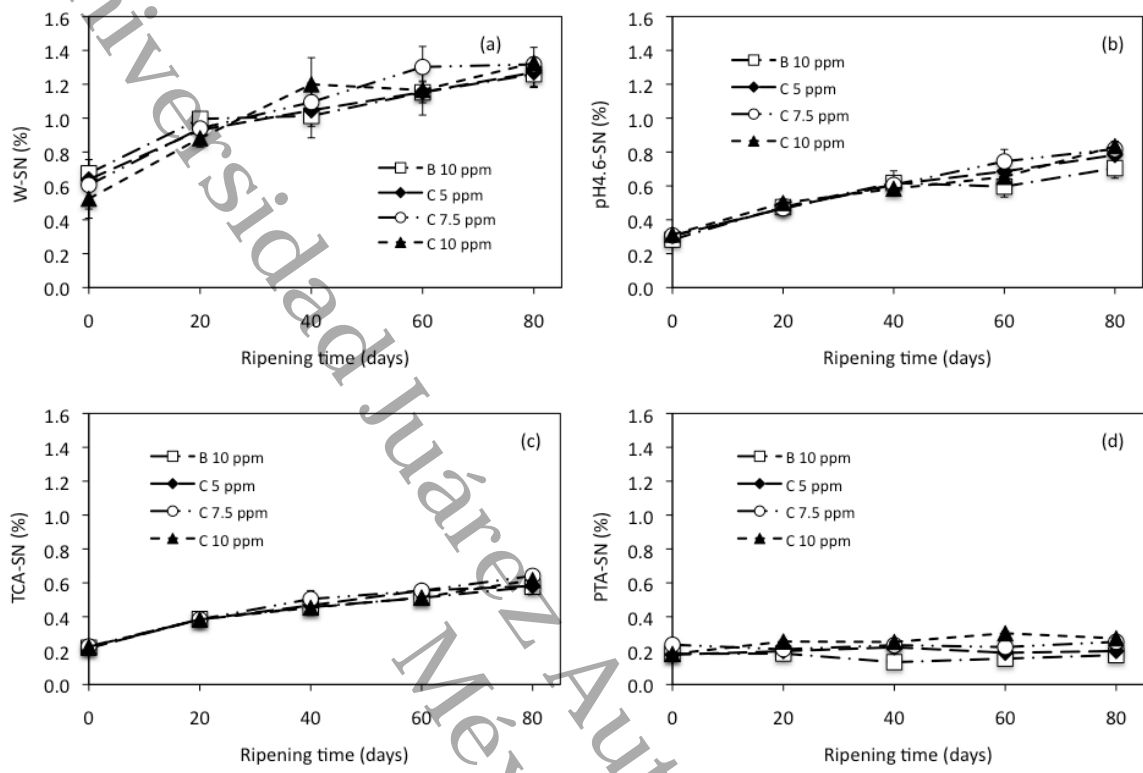 1.6
1.4
1.2
1.0
0.8
0.6
0.4
0.2
0.0
W-SN (%)
(a)
B 10 ppm
C 5 ppm
C 7.5 ppm
C 10 ppm
0 20 40 60 80
Ripening time (days)
1.6
1.4
1.2
1.0
0.8
0.6
0.4
0.2
0.0
pH4.6-SN (%)
(b)
B 10 ppm
C 5 ppm
C 7.5 ppm
C 10 ppm
0 20 40 60 80
Ripening time (days)
1.6
1.4
1.2
1.0
0.8
0.6
0.4
0.2
0.0
TCA-SN (%)
(c)
B 10 ppm
C 5 ppm
C 7.5 ppm
C 10 ppm
0 20 40 60 80
Ripening time (days)
1.6
1.4
1.2
1.0
0.8
0.6
0.4
0.2
0.0
PTA-SN (%)
(d)
B 10 ppm
C 5 ppm
C 7.5 ppm
C 10 ppm
0 20 40 60 80
Ripening time (days)
niversidad Juárez Aut
Méx